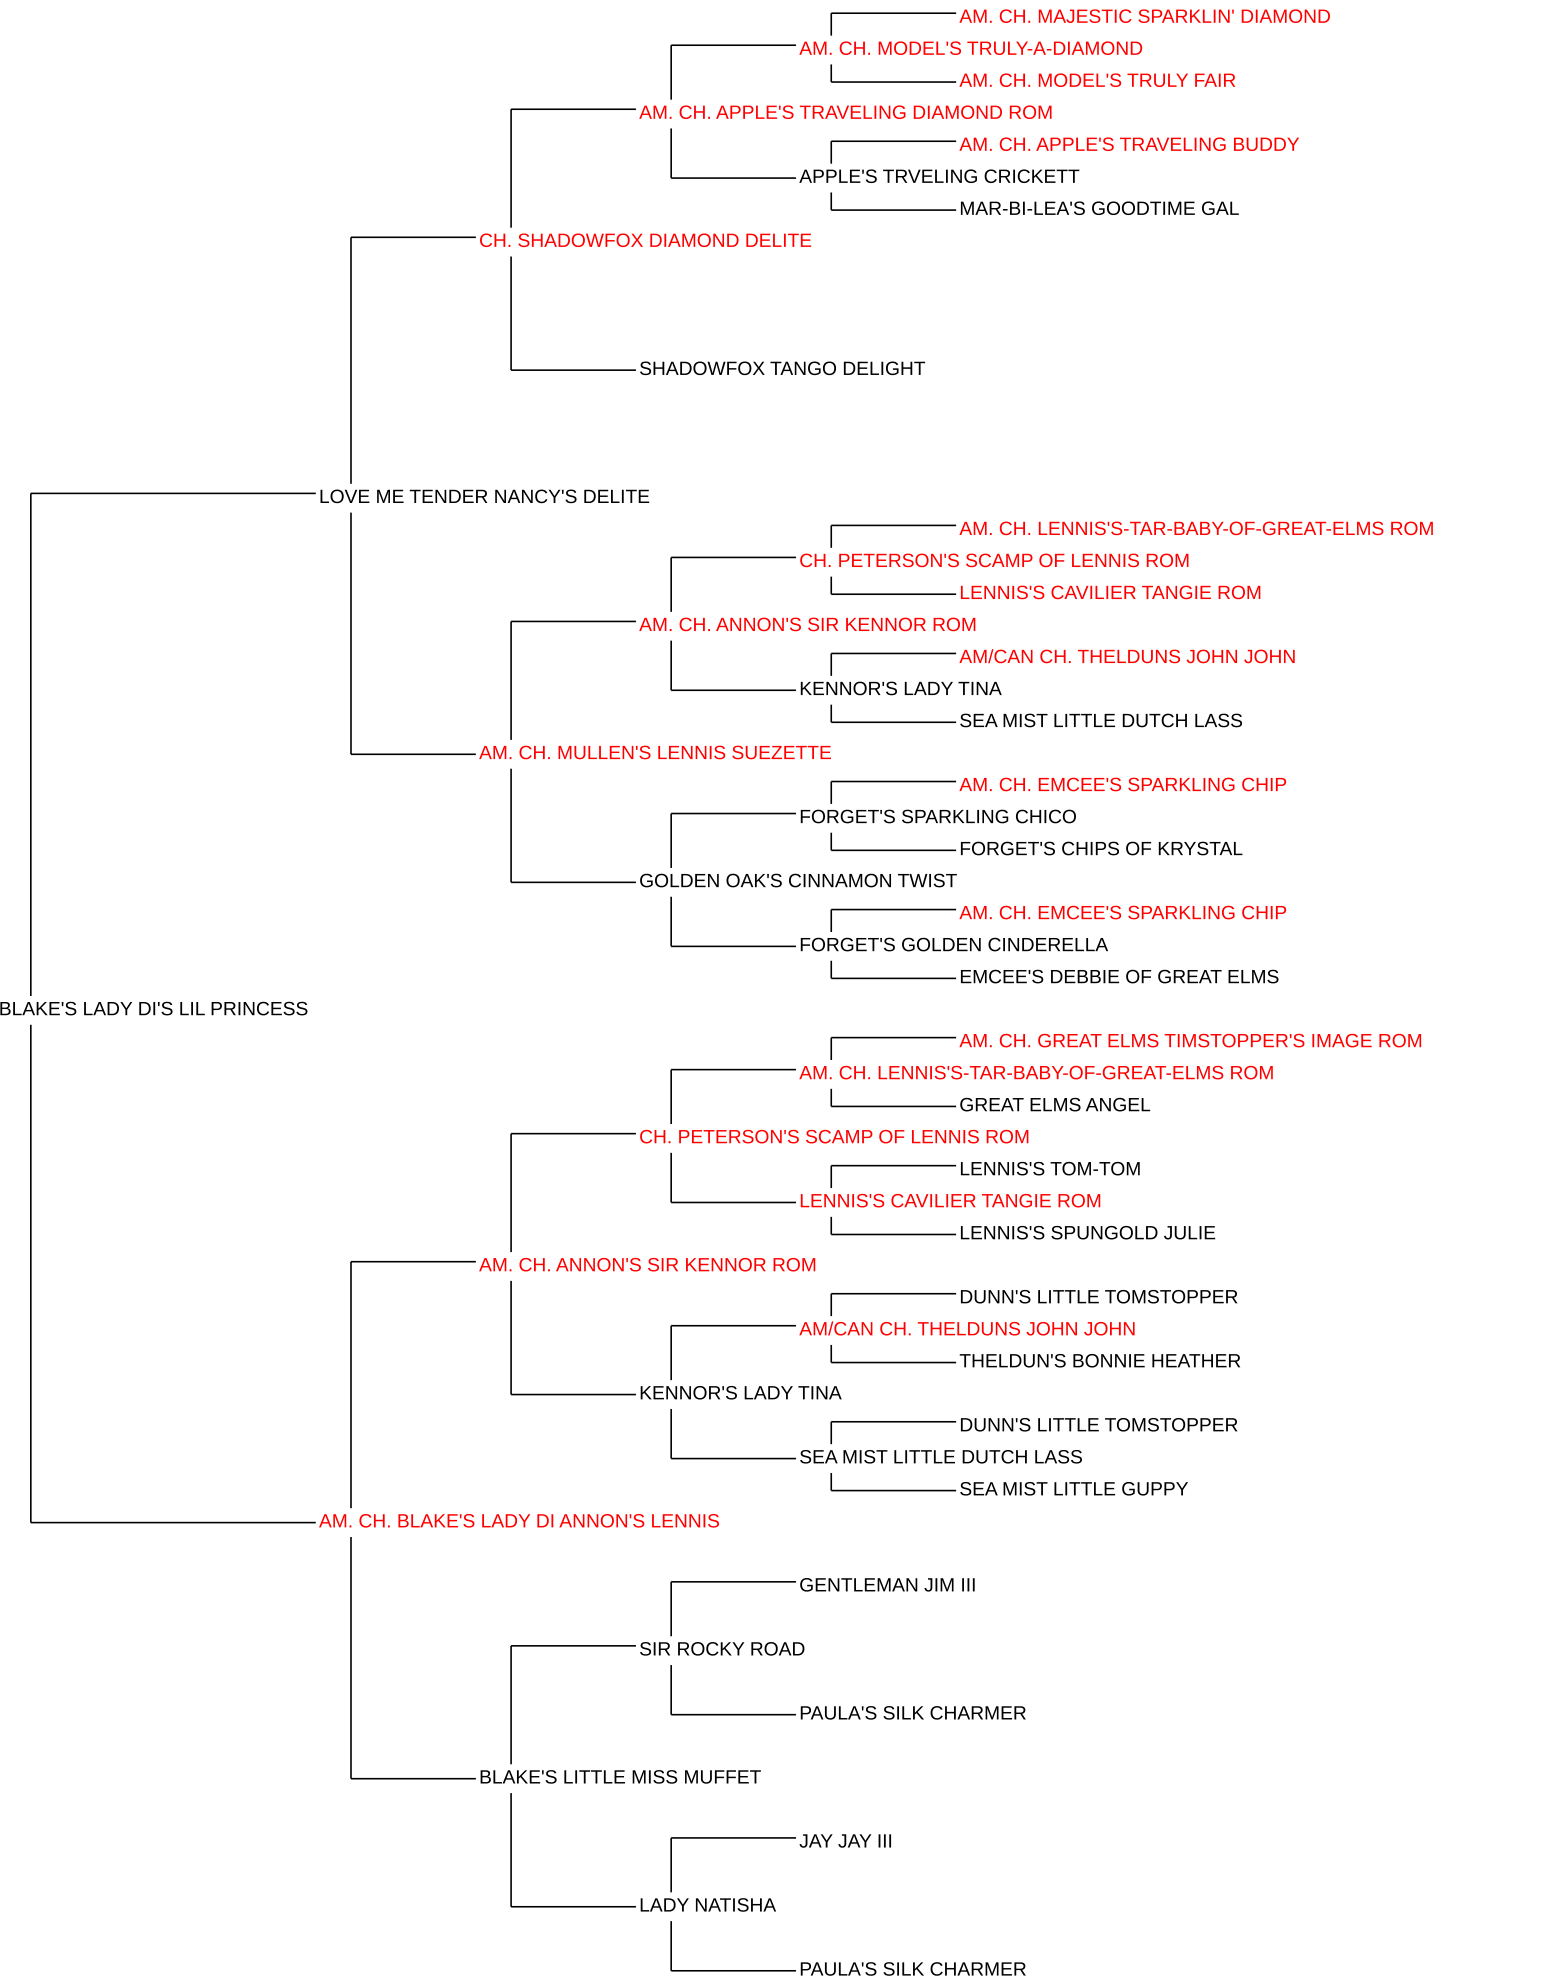 AM. CH. MAJESTIC SPARKLIN' DIAMOND
AM. CH. MODEL'S TRULY-A-DIAMOND
AM. CH. MODEL'S TRULY FAIR
AM. CH. APPLE'S TRAVELING DIAMOND ROM
AM. CH. APPLE'S TRAVELING BUDDY
APPLE'S TRVELING CRICKETT
MAR-BI-LEA'S GOODTIME GAL
CH. SHADOWFOX DIAMOND DELITE
SHADOWFOX TANGO DELIGHT
LOVE ME TENDER NANCY'S DELITE
AM. CH. LENNIS'S-TAR-BABY-OF-GREAT-ELMS ROM
CH. PETERSON'S SCAMP OF LENNIS ROM
LENNIS'S CAVILIER TANGIE ROM
AM. CH. ANNON'S SIR KENNOR ROM
AM/CAN CH. THELDUNS JOHN JOHN
KENNOR'S LADY TINA
SEA MIST LITTLE DUTCH LASS
AM. CH. MULLEN'S LENNIS SUEZETTE
AM. CH. EMCEE'S SPARKLING CHIP
FORGET'S SPARKLING CHICO
FORGET'S CHIPS OF KRYSTAL
GOLDEN OAK'S CINNAMON TWIST
AM. CH. EMCEE'S SPARKLING CHIP
FORGET'S GOLDEN CINDERELLA
EMCEE'S DEBBIE OF GREAT ELMS
BLAKE'S LADY DI'S LIL PRINCESS
AM. CH. GREAT ELMS TIMSTOPPER'S IMAGE ROM
AM. CH. LENNIS'S-TAR-BABY-OF-GREAT-ELMS ROM
GREAT ELMS ANGEL
CH. PETERSON'S SCAMP OF LENNIS ROM
LENNIS'S TOM-TOM
LENNIS'S CAVILIER TANGIE ROM
LENNIS'S SPUNGOLD JULIE
AM. CH. ANNON'S SIR KENNOR ROM
DUNN'S LITTLE TOMSTOPPER
AM/CAN CH. THELDUNS JOHN JOHN
THELDUN'S BONNIE HEATHER
KENNOR'S LADY TINA
DUNN'S LITTLE TOMSTOPPER
SEA MIST LITTLE DUTCH LASS
SEA MIST LITTLE GUPPY
AM. CH. BLAKE'S LADY DI ANNON'S LENNIS
GENTLEMAN JIM III
SIR ROCKY ROAD
PAULA'S SILK CHARMER
BLAKE'S LITTLE MISS MUFFET
JAY JAY III
LADY NATISHA
PAULA'S SILK CHARMER